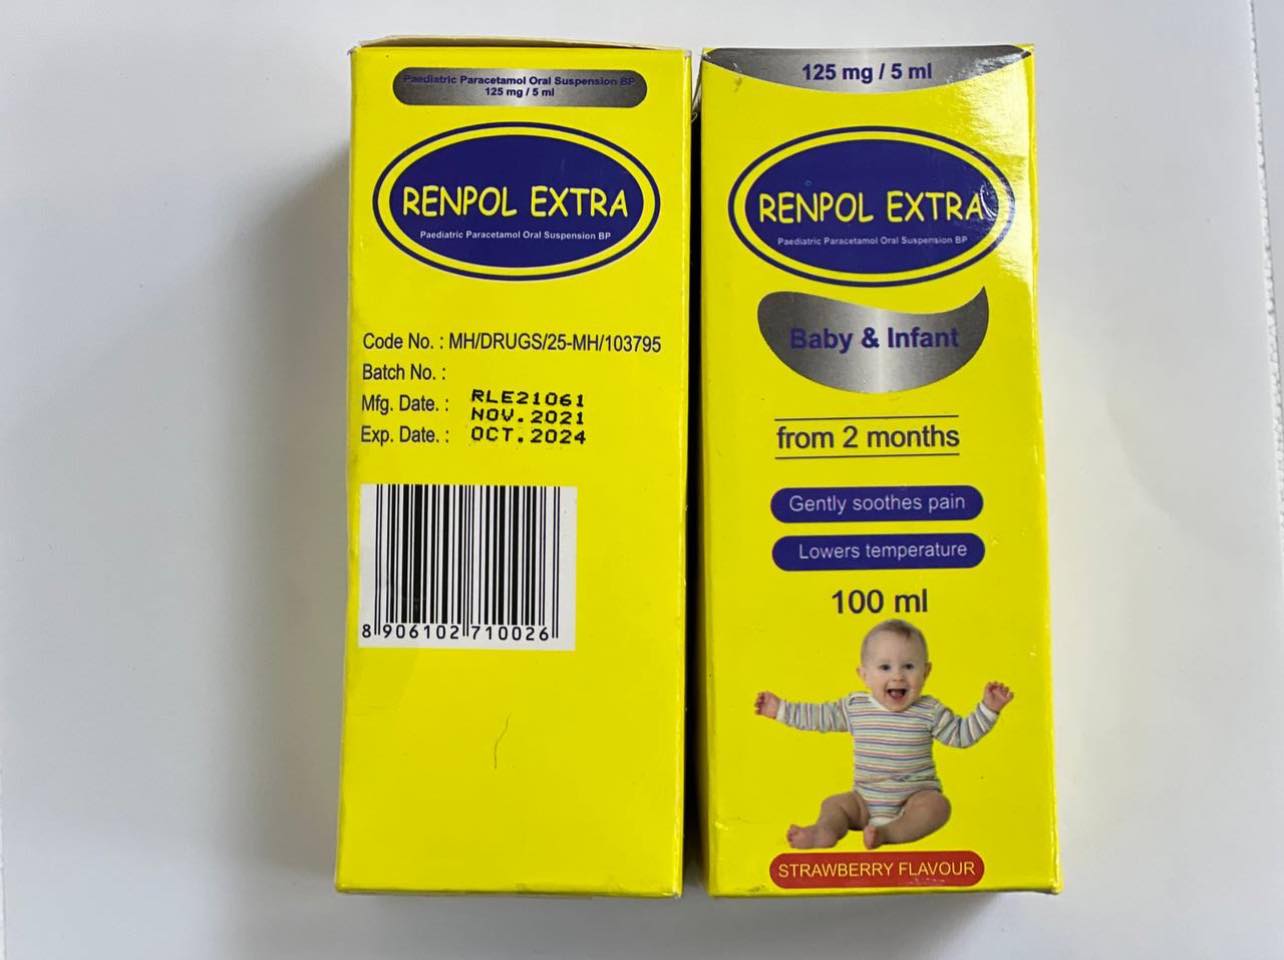 Paediatric Paracetamol Oral Suspension BP
125 mg / 5 ml
RENPOL EXTRA
Paediatric Paracetamol Oral Suspension BP
Code No. : MH/DRUGS/25-MH/103795
Batch No. :
Mfg. Date. : RLE21061
NOV.2021
Exp. Date. : OCT.2024
8 906102 710026
125 mg / 5 ml
RENPOL EXTRA
Paediatric Paracetamol Oral Suspension BP
Baby & Infant
from 2 months
Gently soothes pain
Lowers temperature
100 ml
STRAWBERRY FLAVOUR